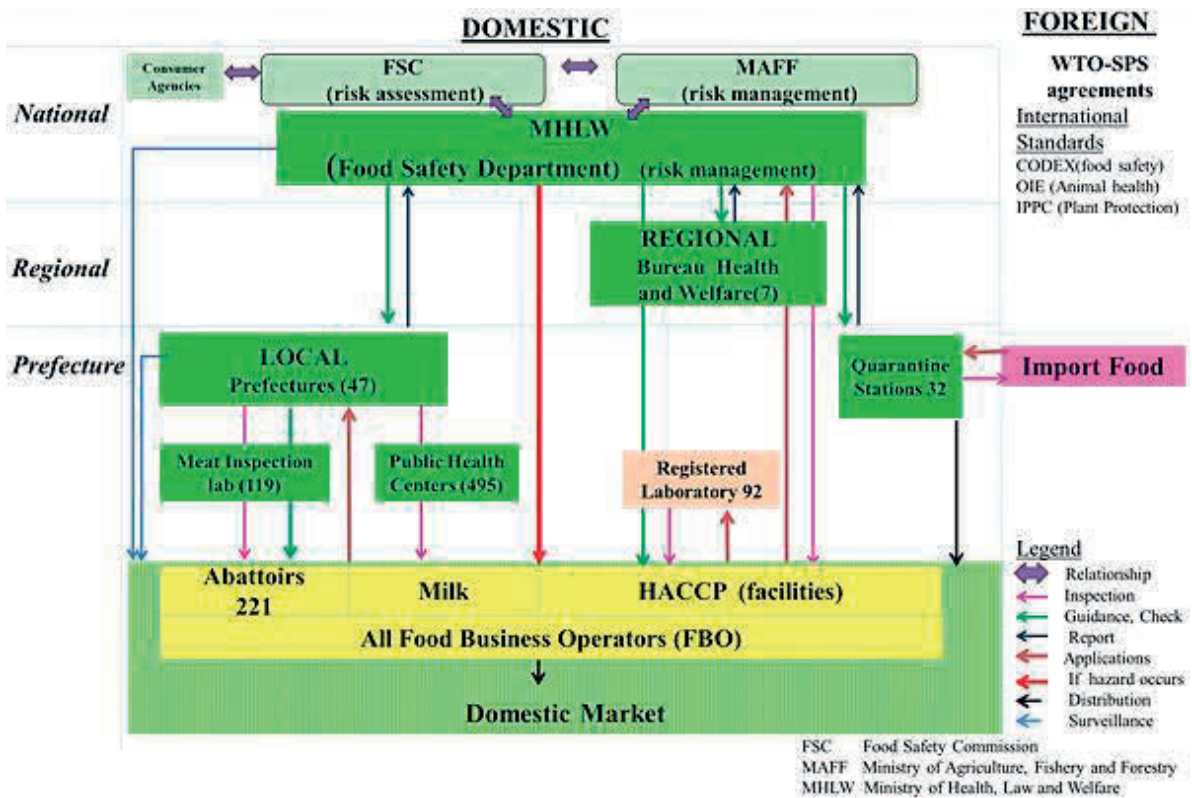 DOMESTIC
FOREIGN
Consumer
Agencies
FSC
(risk assessment)
MAFF
(risk management)
WTO-SPS
agreements
International
Standards
CODEX(food safety)
OIE (Animal health)
IPPC (Plant Protection)
National
MHLW
(Food Safety Department) (risk management)
Regional
REGIONAL
Bureau Health
and Welfare(7)
Prefecture
LOCAL
Prefectures (47)
Quarantine
Stations 32
Import Food
Meat Inspection
lab (119)
Public Health
Centers (495)
Registered
Laboratory 92
Abattoirs
221
Milk
HACCP (facilities)
All Food Business Operators (FBO)
Domestic Market
Legend
Relationship
Inspection
Guidance, Check
Report
Applications
If hazard occurs
Distribution
Surveillance
FSC Food Safety Commission
MAFF Ministry of Agriculture, Fishery and Forestry
MHLW Ministry of Health, Law and Welfare